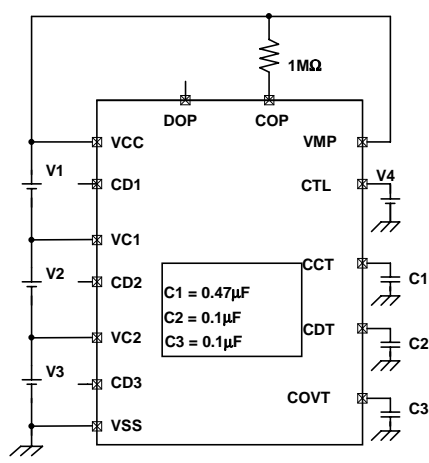 1MΩ
DOP
COP
VCC
VMP
V1
CD1
CTL
V4
VC1
V2
CD2
CCT
C1
C1 = 0.47µF
C2 = 0.1µF
C3 = 0.1µF
CDT
C2
VC2
V3
CD3
COVT
C3
VSS